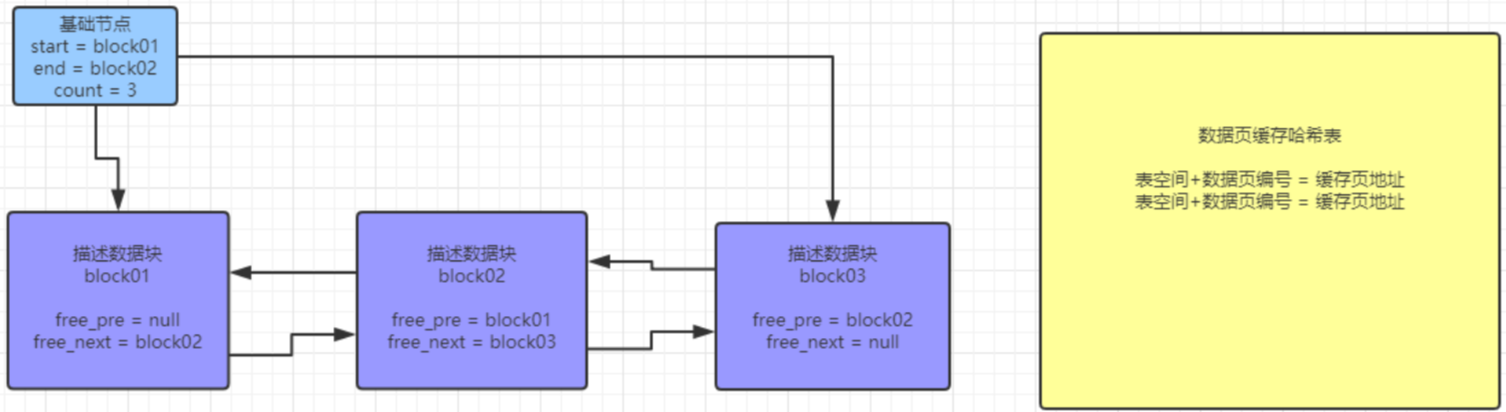 基础节点
start = block01
end = block02
count = 3
描述数据块
block01
free_pre = null
free_next = block02
描述数据块
block02
free_pre = block01
free_next = block03
描述数据块
block03
free_pre = block02
free_next = null
数据页缓存哈希表
表空间+数据页编号 = 缓存页地址
表空间+数据页编号 = 缓存页地址